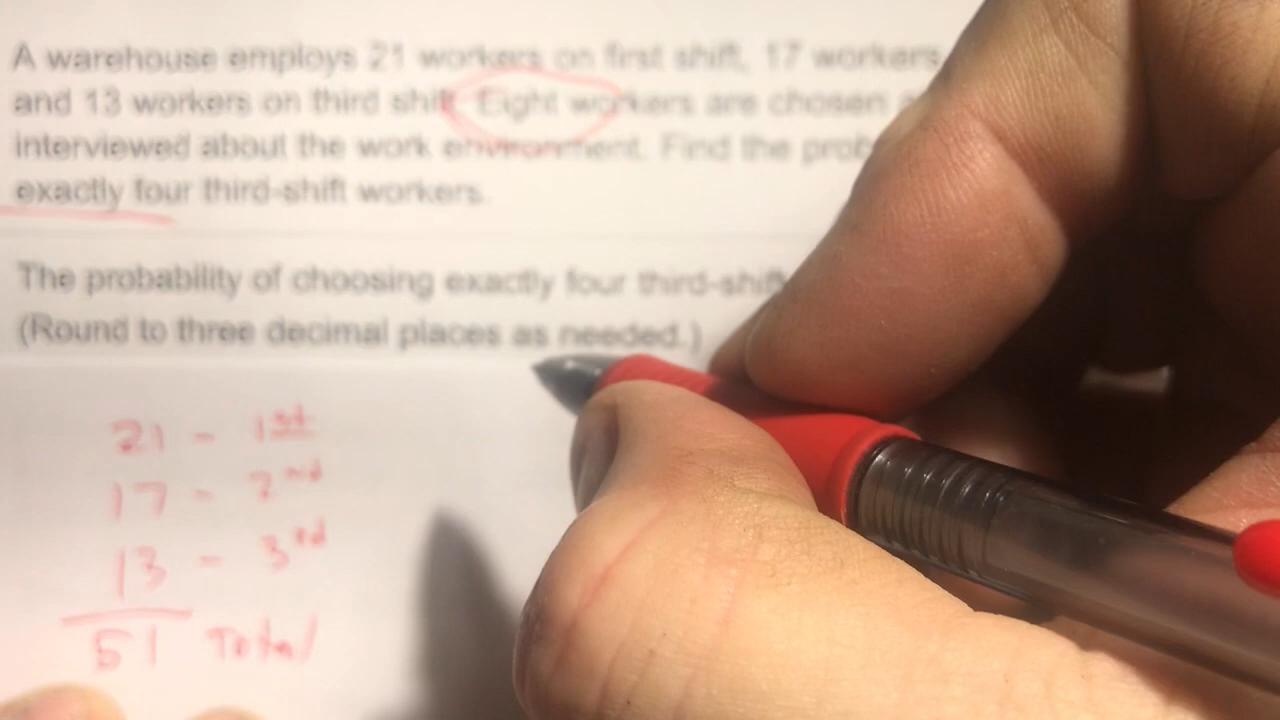 A warehouse employs 21 workers on first shift, 17 workers
and 13 workers on third shift. Eight workers are chosen
interviewed about the work environment. Find the
exactly four third-shift workers.
The probability of choosing exactly four third-shift
(Round to three decimal places as needed.)
21 - 1st
17 - 2nd
13 - 3rd
51 Total